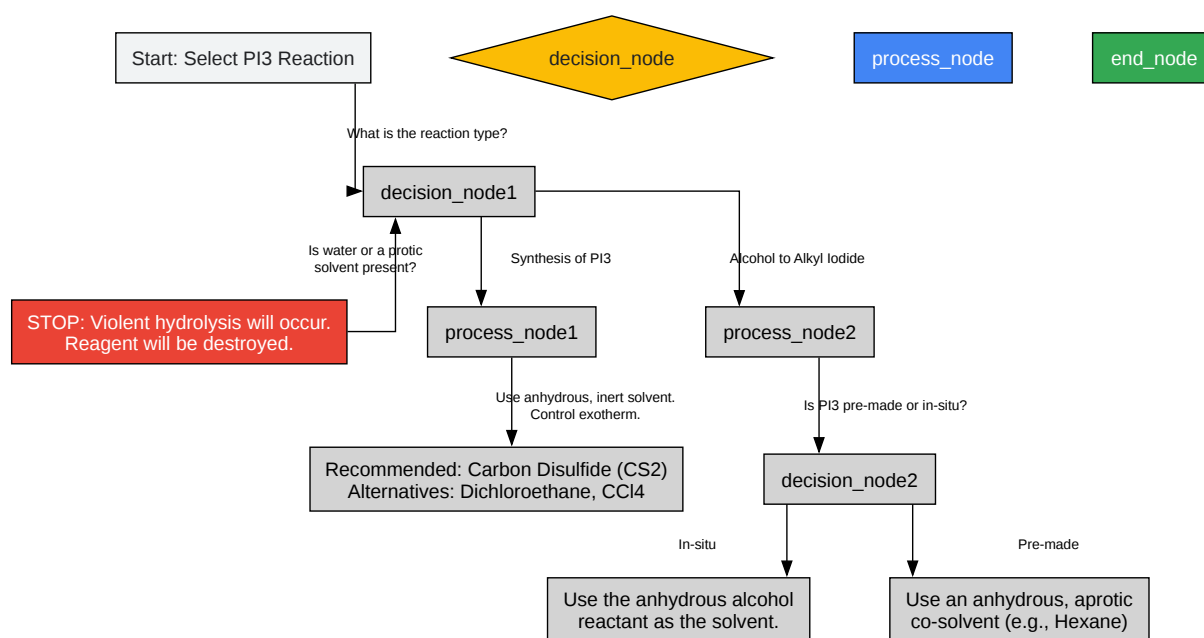 Start: Select PI3 Reaction
decision_node
process_node
end_node
What is the reaction type?
decision_node1
Is water or a protic
solvent present?
Synthesis of PI3
Alcohol to Alkyl Iodide
STOP: Violent hydrolysis will occur.
Reagent will be destroyed.
process_node1
process_node2
Use anhydrous, inert solvent.
Control exotherm.
Is PI3 pre-made or in-situ?
Recommended: Carbon Disulfide (CS2)
Alternatives: Dichloroethane, CCl4
decision_node2
In-situ
Pre-made
Use the anhydrous alcohol
reactant as the solvent.
Use an anhydrous, aprotic
co-solvent (e.g., Hexane)